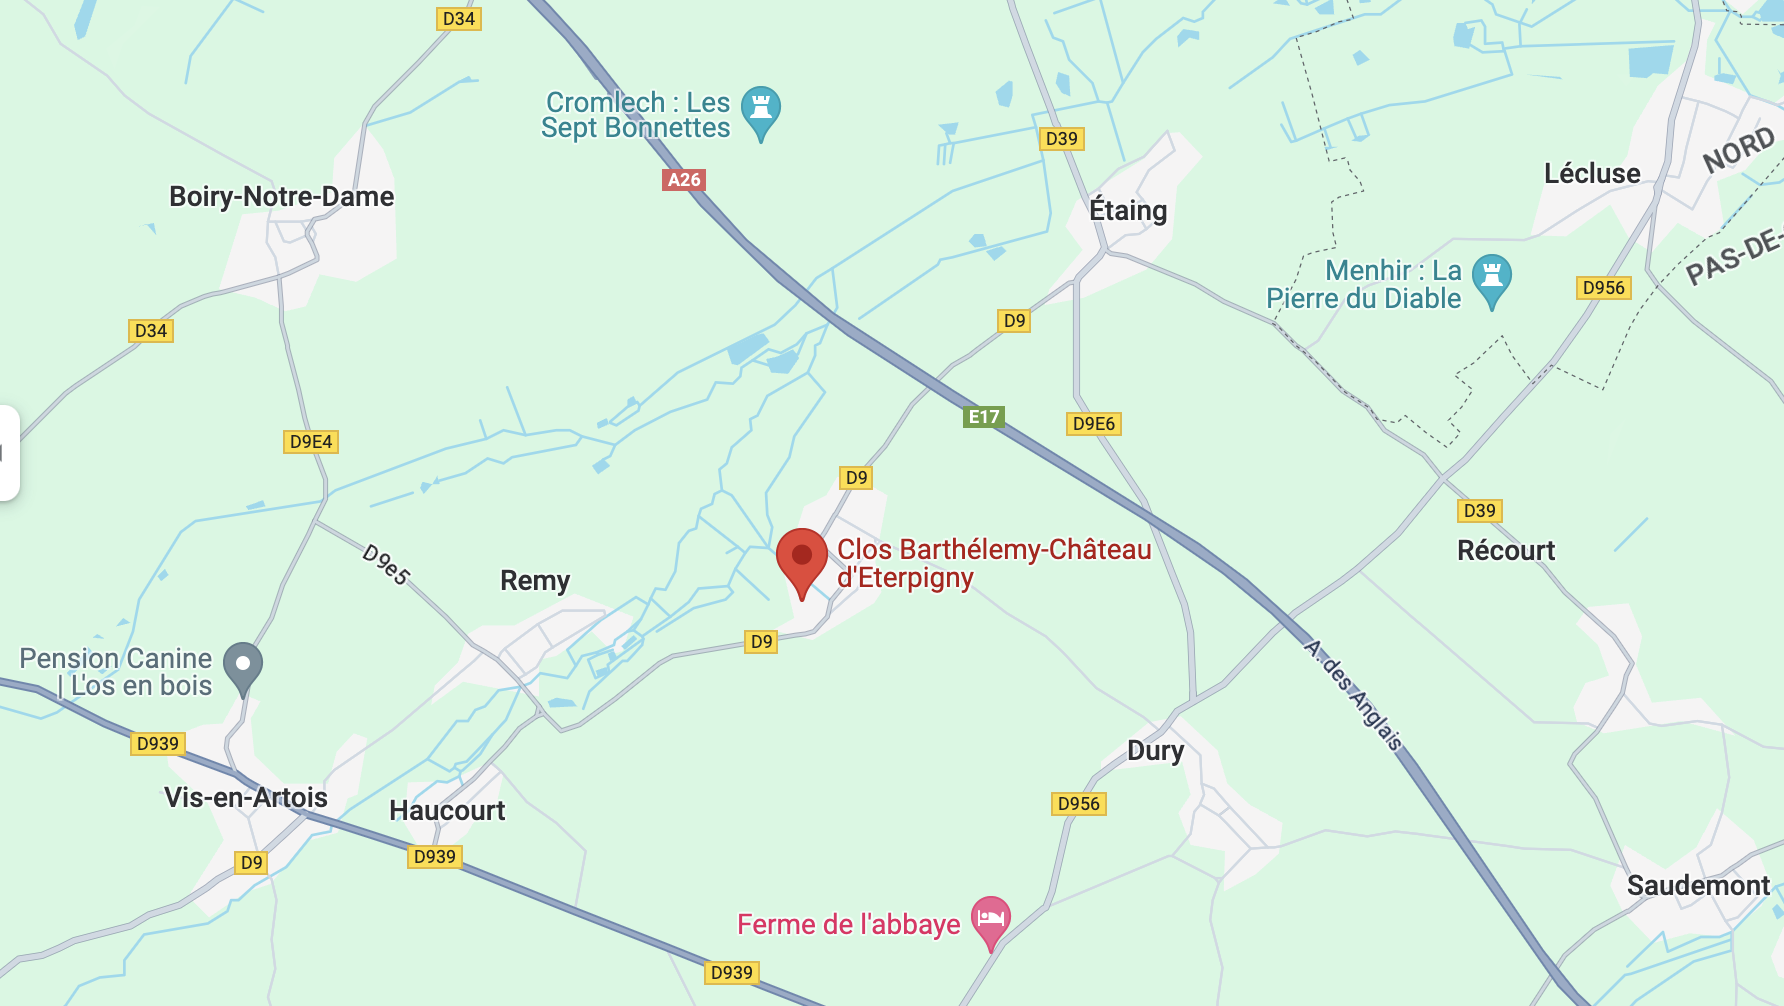 D34
Cromlech : Les
Sept Bonnettes
D39
NORD
A26
Lécluse
Boiry-Notre-Dame
Étaing
PAS-DE-
Menhir : La
Pierre du Diable
D956
D34
D9
E17
D9E6
D9E4
D9
D39
Clos Barthélemy-Château
d'Eterpigny
Récourt
D9e5
Remy
D9
Pension Canine
| L'os en bois
A. des Anglais
D939
Dury
Vis-en-Artois
Haucourt
D956
D939
D9
Saudemont
Ferme de l'abbaye
D939